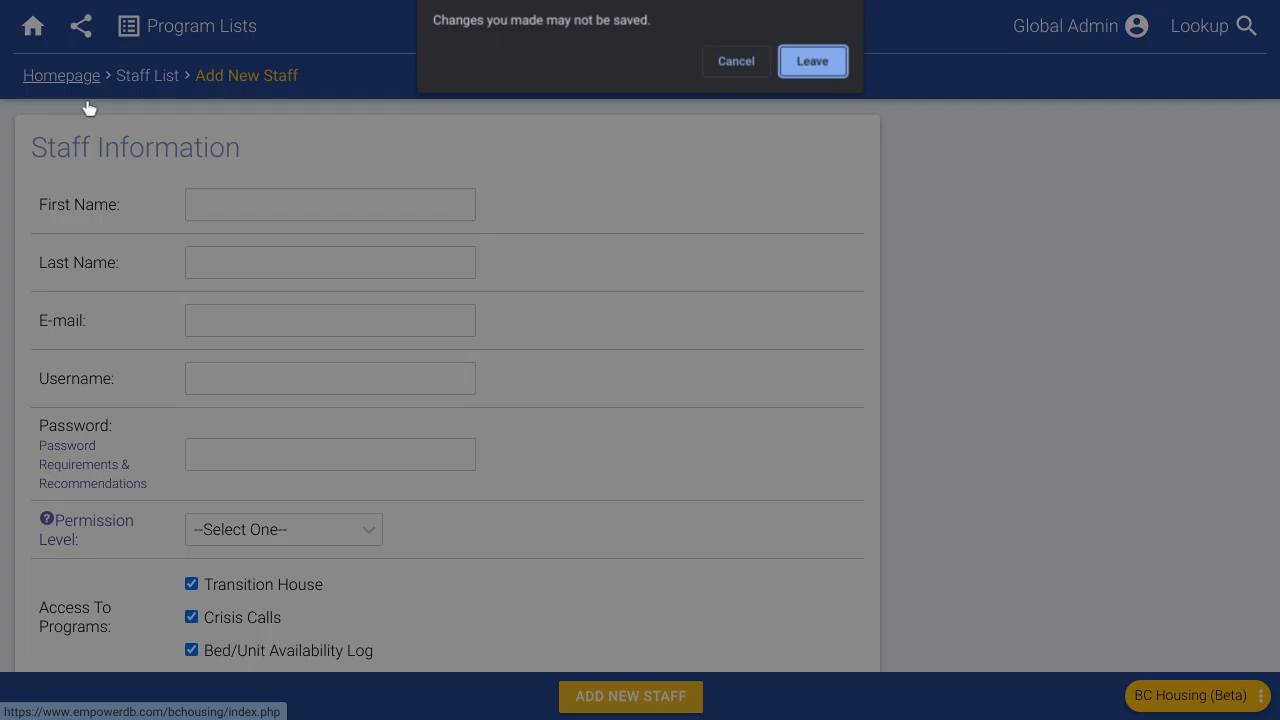 Program Lists
Changes you made may not be saved.
Cancel
Leave
Global Admin
Lookup
Homepage > Staff List > Add New Staff
Staff Information
First Name:
Last Name:
E-mail:
Username:
Password:
Password
Requirements &
Recommendations
Permission
Level:
--Select One--
Access To
Programs:
Transition House
Crisis Calls
Bed/Unit Availability Log
ADD NEW STAFF
BC Housing (Beta)
https://www.empowerdb.com/bchousing/index.php